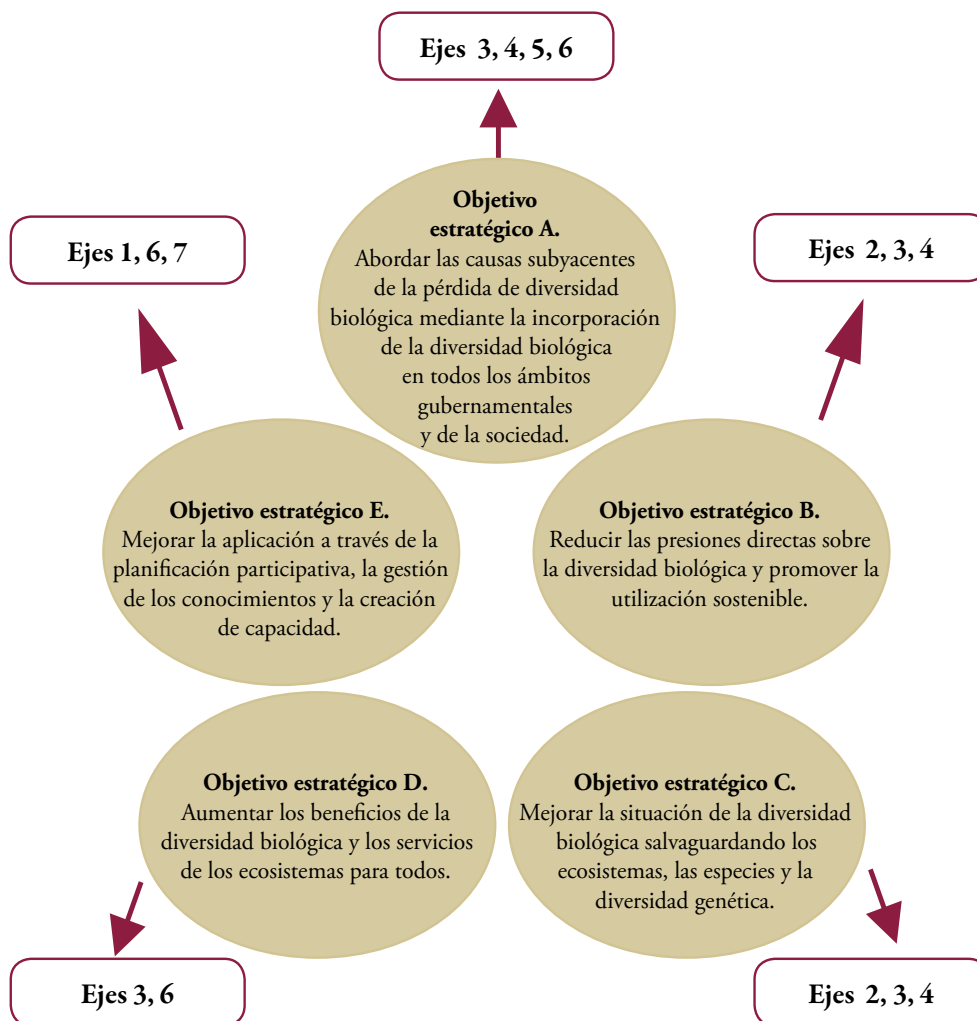 Ejes 3, 4, 5, 6
Objetivo
estratégico A.
Abordar las causas subyacentes
de la pérdida de diversidad
biológica mediante la incorporación
de la diversidad biológica
en todos los ámbitos
gubernamentales
y de la sociedad.
Ejes 1, 6, 7
Ejes 2, 3, 4
Objetivo estratégico E.
Mejorar la aplicación a través de la
planificación participativa, la gestión
de los conocimientos y la creación
de capacidad.
Objetivo estratégico B.
Reducir las presiones directas sobre
la diversidad biológica y promover la
utilización sostenible.
Objetivo estratégico D.
Aumentar los beneficios de la
diversidad biológica y los servicios
de los ecosistemas para todos.
Objetivo estratégico C.
Mejorar la situación de la diversidad
biológica salvaguardando los
ecosistemas, las especies y la
diversidad genética.
Ejes 3, 6
Ejes 2, 3, 4